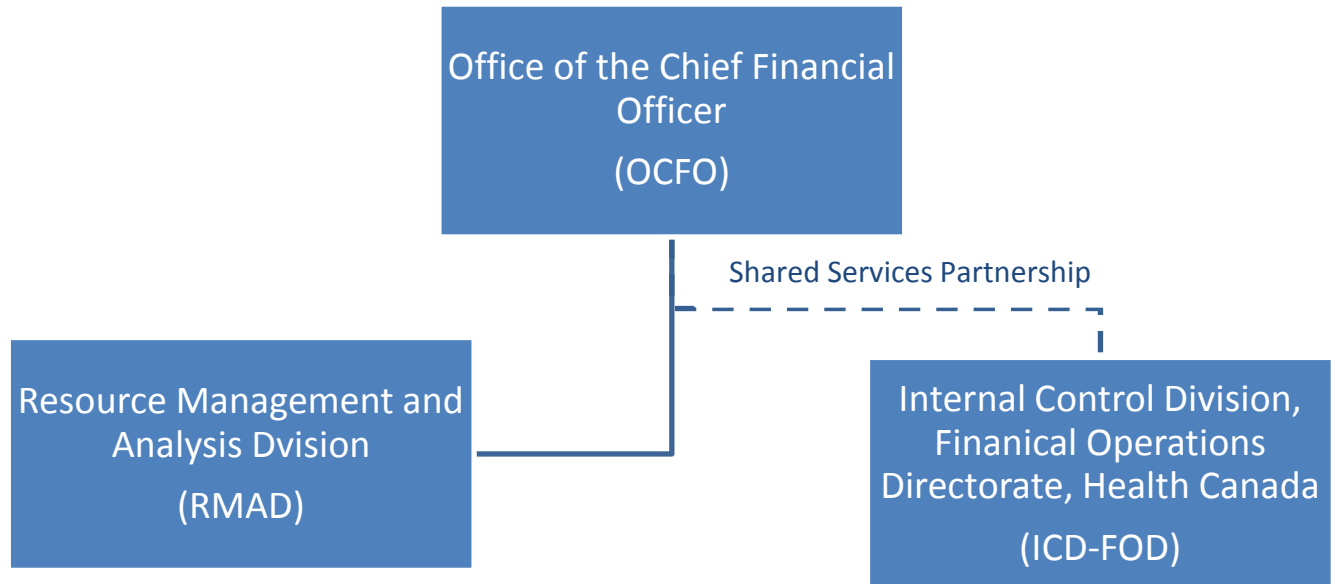 Office of the Chief Financial
Officer
(OCFO)
Shared Services Partnership
Resource Management and
Analysis Dvision
(RMAD)
Internal Control Division,
Finanical Operations
Directorate, Health Canada
(ICD-FOD)